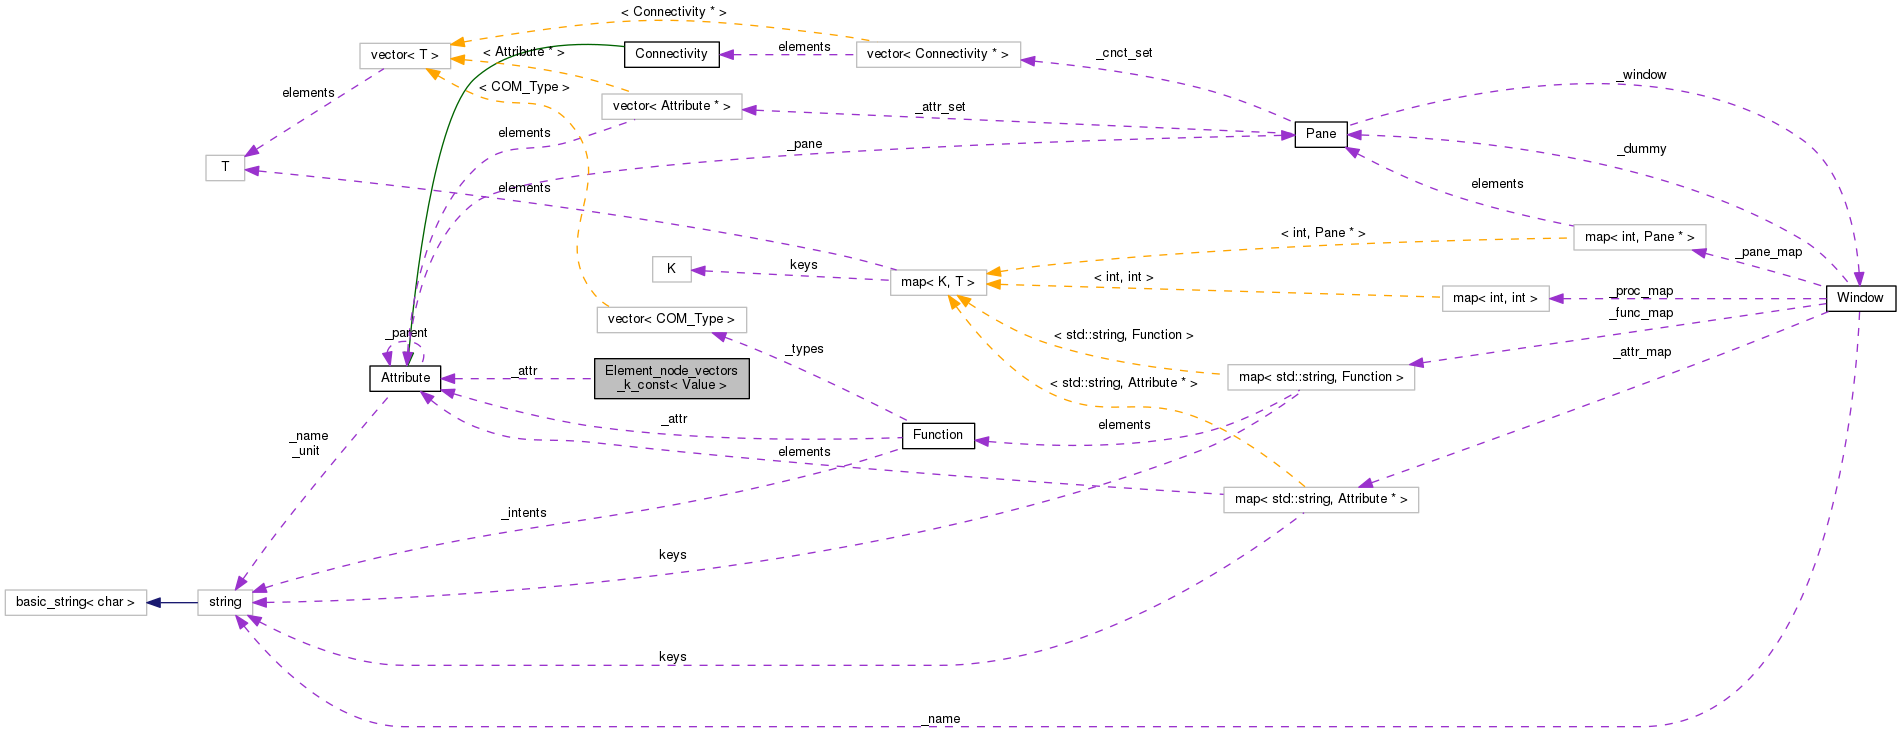 < Connectivity * >
vector< T >
< Attribute * >
Connectivity
elements
vector< Connectivity * >
_cnct_set
_window
elements
< COM_Type >
vector< Attribute * >
_attr_set
Pane
elements
_pane
_dummy
T
elements
elements
< int, Pane * >
map< int, Pane * >
_pane_map
K
keys
map< K, T >
< int, int >
map< int, int >
_proc_map
Window
vector< COM_Type >
_func_map
_parent
_types
< std::string, Function >
_attr_map
Attribute
_attr
Element_node_vectors
_k_const< Value >
< std::string, Attribute * >
map< std::string, Function >
_attr
Function
elements
_name
_unit
elements
map< std::string, Attribute * >
_intents
keys
basic_string< char >
string
keys
_name